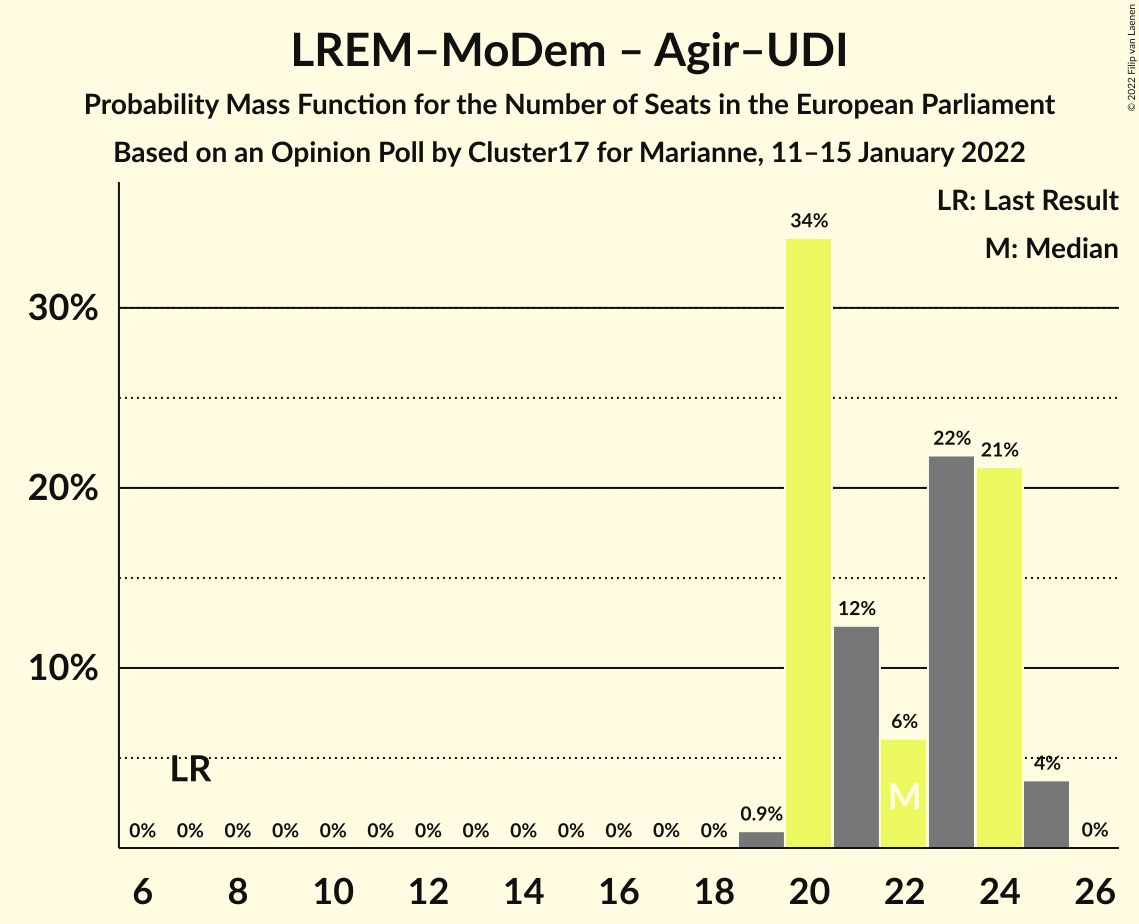 LREM–MoDem – Agir–UDI
Probability Mass Function for the Number of Seats in the European Parliament
Based on an Opinion Poll by Cluster17 for Marianne, 11–15 January 2022
© 2022 Filip van Laenen
LR: Last Result
M: Median
34%
30%
22%
21%
20%
12%
10%
6%
LR
4%
M
0% 0% 0% 0% 0% 0% 0% 0% 0% 0% 0% 0% 0% 0.9% 0%
6 8 10 12 14 16 18 20 22 24 26